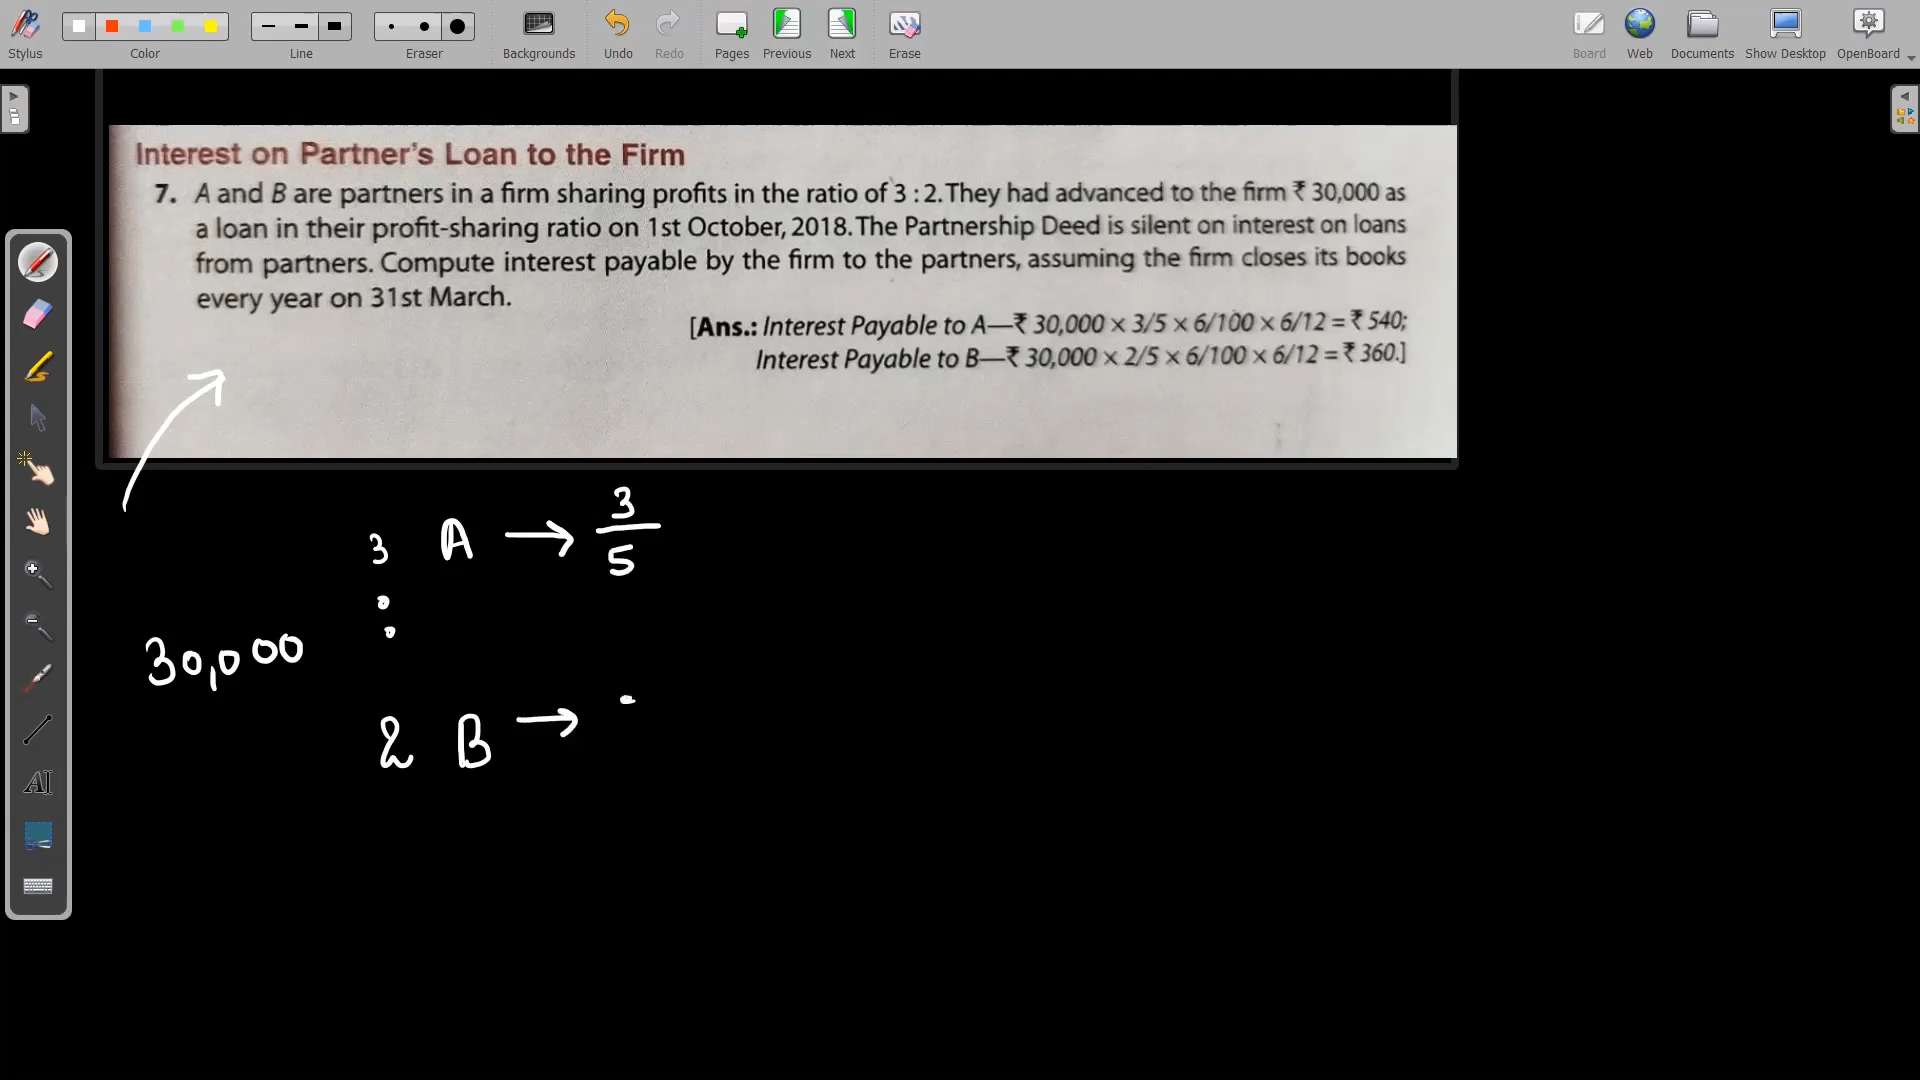 Stylus Color Line Eraser Backgrounds Undo Redo Pages Previous Next Erase Board Web Documents Show Desktop OpenBoard
Interest on Partner's Loan to the Firm
7. A and B are partners in a firm sharing profits in the ratio of 3 : 2. They had advanced to the firm ₹ 30,000 as
a loan in their profit-sharing ratio on 1st October, 2018. The Partnership Deed is silent on interest on loans
from partners. Compute interest payable by the firm to the partners, assuming the firm closes its books
every year on 31st March.
[Ans.: Interest Payable to A—₹ 30,000 × 3/5 × 6/100 × 6/12 = ₹ 540;
Interest Payable to B—₹ 30,000 × 2/5 × 6/100 × 6/12 = ₹ 360.]
3 A → 3/5
:
30,000
2 B →
AI